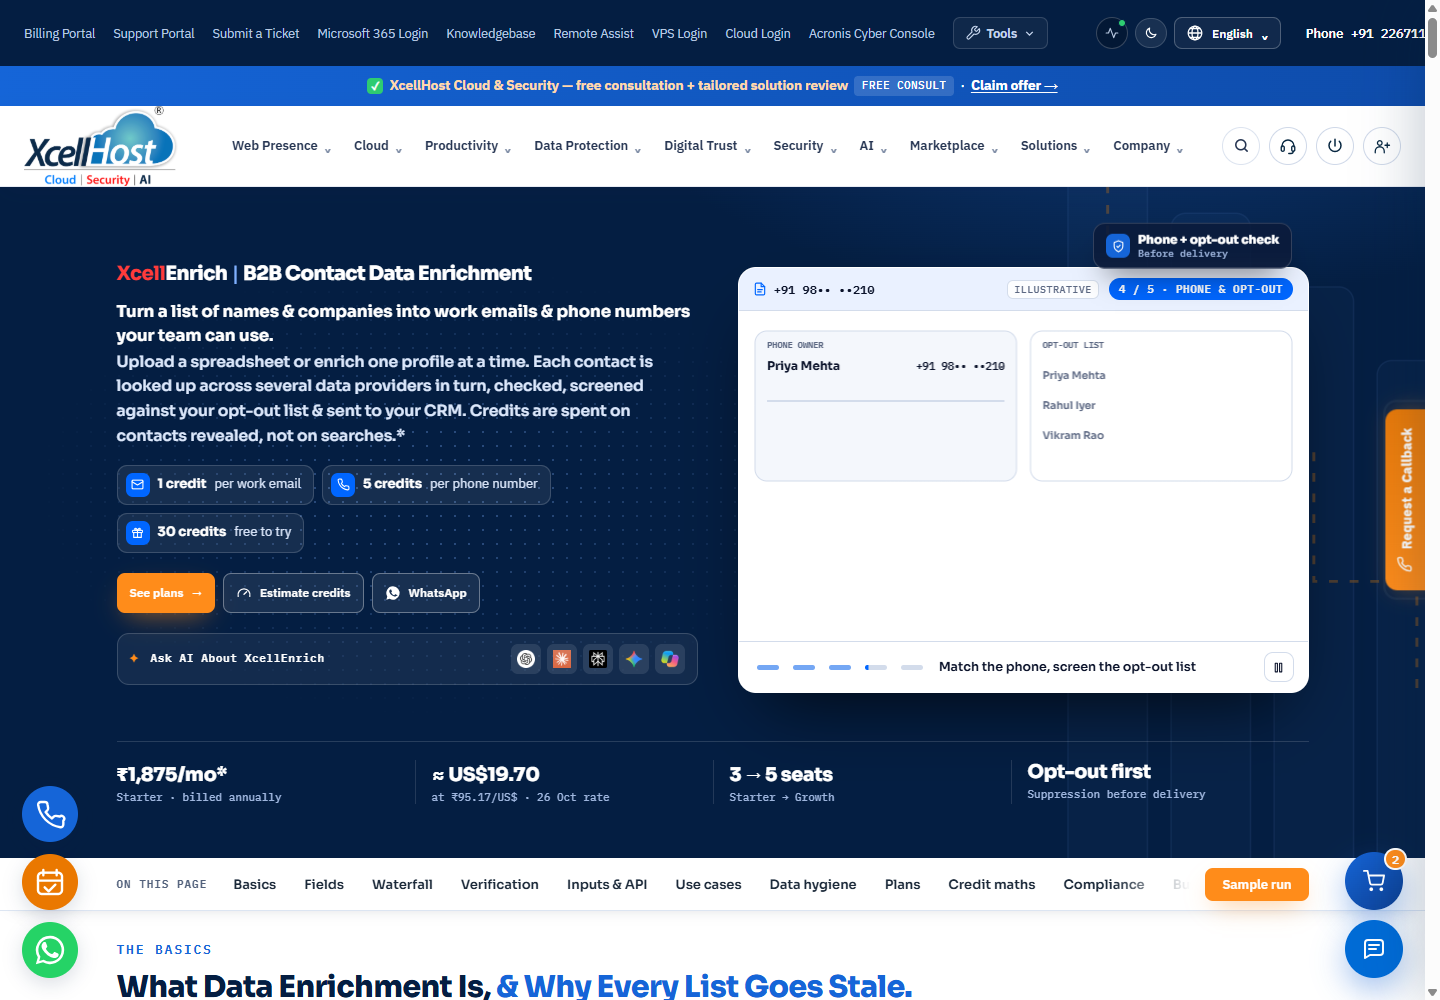 Billing Portal Support Portal Submit a Ticket Microsoft 365 Login Knowledgebase Remote Assist VPS Login Cloud Login Acronis Cyber Console Tools English Phone +91 226711
XcellHost Cloud & Security — free consultation + tailored solution review FREE CONSULT · Claim offer →
XcellHost ®
Cloud | Security | AI
Web Presence Cloud Productivity Data Protection Digital Trust Security AI Marketplace Solutions Company
Phone + opt-out check
Before delivery
XcellEnrich | B2B Contact Data Enrichment
Turn a list of names & companies into work emails & phone numbers
your team can use.
Upload a spreadsheet or enrich one profile at a time. Each contact is
looked up across several data providers in turn, checked, screened
against your opt-out list & sent to your CRM. Credits are spent on
contacts revealed, not on searches.*
1 credit per work email
5 credits per phone number
30 credits free to try
See plans →
Estimate credits
WhatsApp
Ask AI About XcellEnrich
+91 98•• ••210
ILLUSTRATIVE
4 / 5 · PHONE & OPT-OUT
PHONE OWNER
Priya Mehta +91 98•• ••210
OPT-OUT LIST
Priya Mehta
Rahul Iyer
Vikram Rao
Match the phone, screen the opt-out list
Request a Callback
₹1,875/mo*
Starter · billed annually
≈ US$19.70
at ₹95.17/US$ · 26 Oct rate
3 → 5 seats
Starter → Growth
Opt-out first
Suppression before delivery
2
ON THIS PAGE Basics Fields Waterfall Verification Inputs & API Use cases Data hygiene Plans Credit maths Compliance Bu Sample run
THE BASICS
What Data Enrichment Is, & Why Every List Goes Stale.